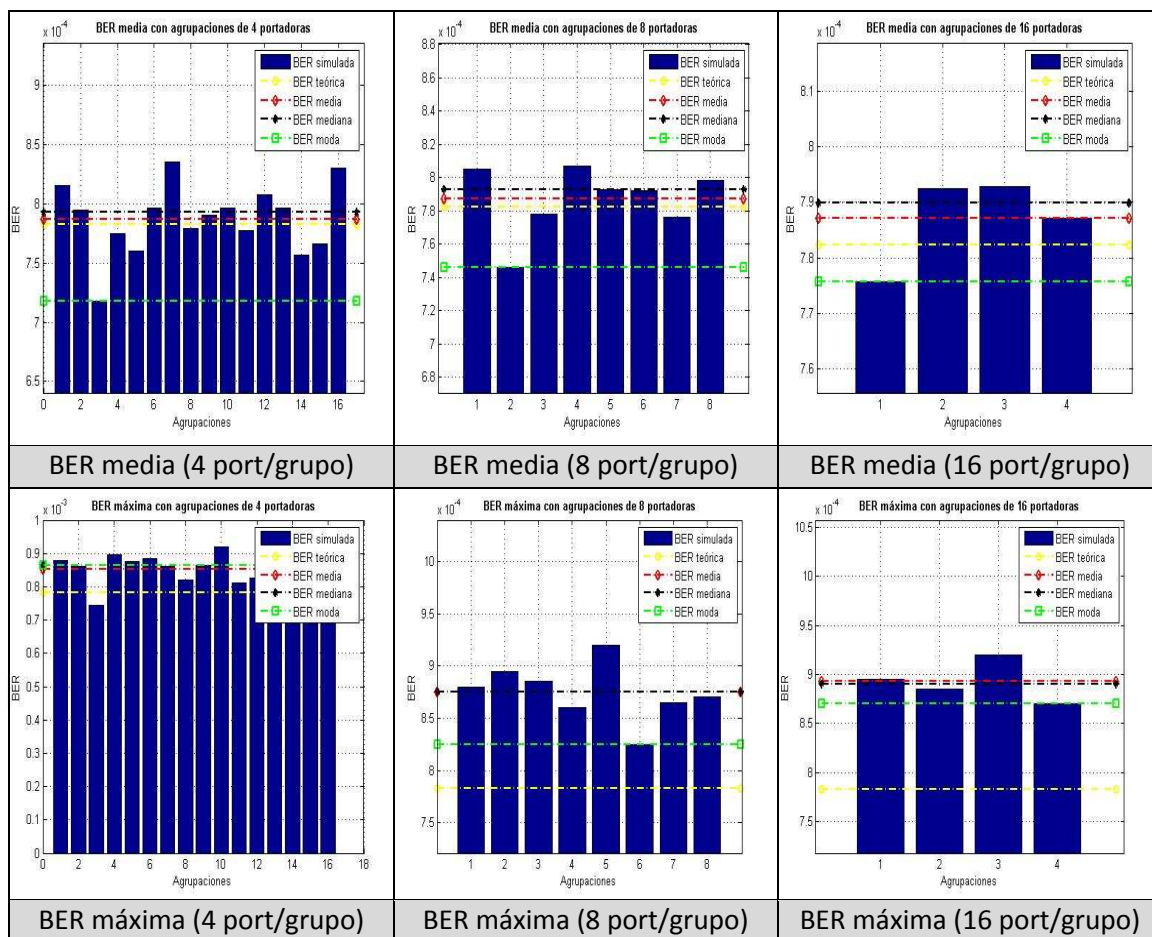 BER media con agrupaciones de 4 portadoras
x 10^-4
9
8.5
8
7.5
7
6.5
BER
0 2 4 6 8 10 12 14 16
Agrupaciones
BER simulada
BER teórica
BER media
BER mediana
BER moda
BER media con agrupaciones de 8 portadoras
x 10^-4
8.8
8.6
8.4
8.2
8
7.8
7.6
7.4
7.2
7
6.8
BER
1 2 3 4 5 6 7 8
Agrupaciones
BER simulada
BER teórica
BER media
BER mediana
BER moda
BER media con agrupaciones de 16 portadoras
x 10^-4
8.1
8
7.9
7.8
7.7
7.6
BER
1 2 3 4
Agrupaciones
BER simulada
BER teórica
BER media
BER mediana
BER moda
BER media (4 port/grupo)
BER media (8 port/grupo)
BER media (16 port/grupo)
BER máxima con agrupaciones de 4 portadoras
x 10^-3
1
0.9
0.8
0.7
0.6
0.5
0.4
0.3
0.2
0.1
0
BER
0 2 4 6 8 10 12 14 16 18
Agrupaciones
BER simulada
BER teórica
BER media
BER mediana
BER moda
BER máxima con agrupaciones de 8 portadoras
x 10^-4
10
9.5
9
8.5
8
7.5
BER
1 2 3 4 5 6 7 8
Agrupaciones
BER simulada
BER teórica
BER media
BER mediana
BER moda
BER máxima con agrupaciones de 16 portadoras
x 10^-4
10.5
10
9.5
9
8.5
8
7.5
BER
1 2 3 4
Agrupaciones
BER simulada
BER teórica
BER media
BER mediana
BER moda
BER máxima (4 port/grupo)
BER máxima (8 port/grupo)
BER máxima (16 port/grupo)